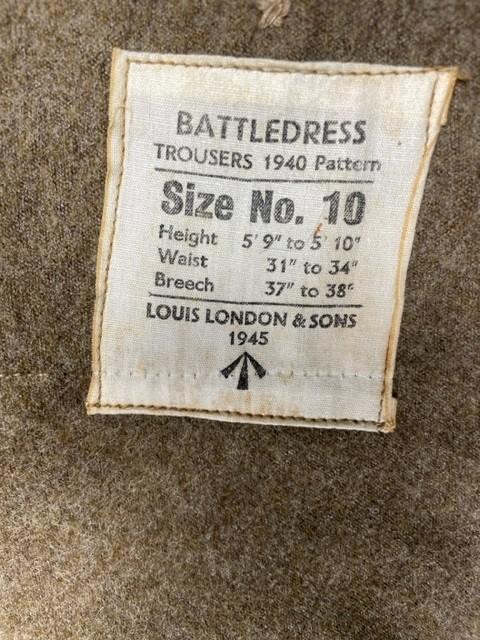 BATTLEDRESS
TROUSERS 1940 Pattern
Size No. 10
Height 5' 9" to 5' 10"
Waist 31" to 34"
Breech 37" to 38"
LOUIS LONDON & SONS
1945